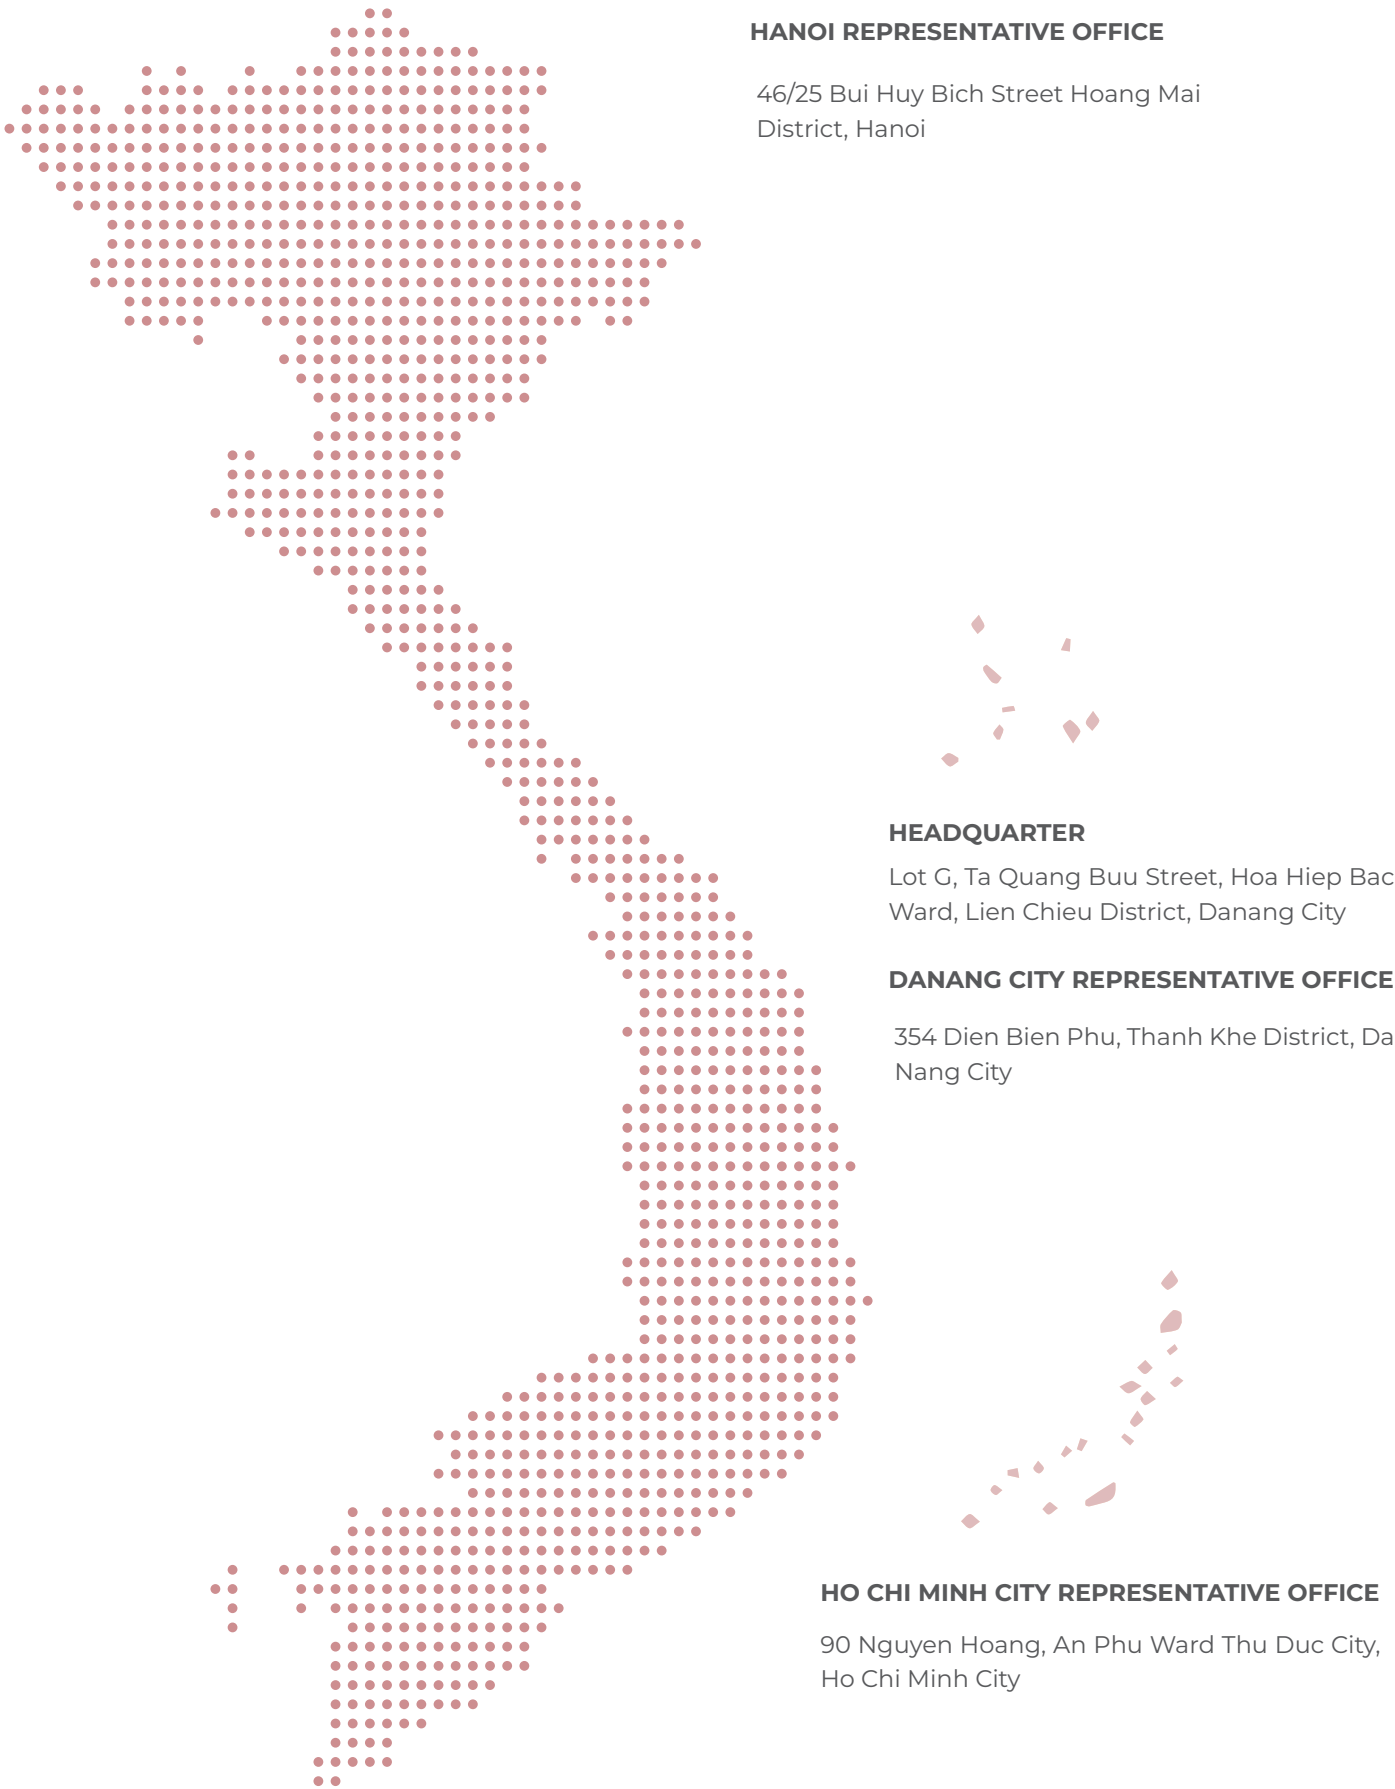 HANOI REPRESENTATIVE OFFICE
46/25 Bui Huy Bich Street Hoang Mai
District, Hanoi
HEADQUARTER
Lot G, Ta Quang Buu Street, Hoa Hiep Bac
Ward, Lien Chieu District, Danang City
DANANG CITY REPRESENTATIVE OFFICE
354 Dien Bien Phu, Thanh Khe District, Da
Nang City
HO CHI MINH CITY REPRESENTATIVE OFFICE
90 Nguyen Hoang, An Phu Ward Thu Duc City,
Ho Chi Minh City